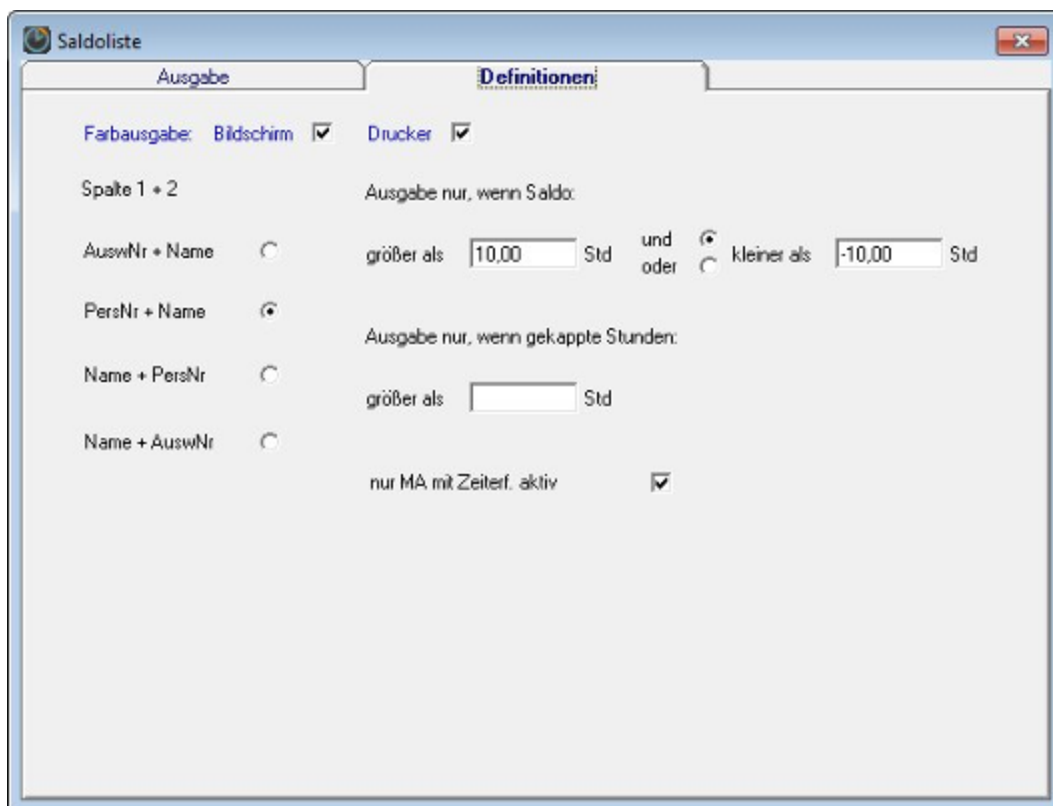 Saldoliste
Ausgabe
Definitionen
Farbausgabe: Bildschirm Drucker
Spalte 1 + 2
AuswNr + Name
PersNr + Name
Name + PersNr
Name + AuswNr
Ausgabe nur, wenn Saldo:
größer als 10,00 Std und kleiner als -10,00 Std
oder
Ausgabe nur, wenn gekappte Stunden:
größer als Std
nur MA mit Zeiterf. aktiv